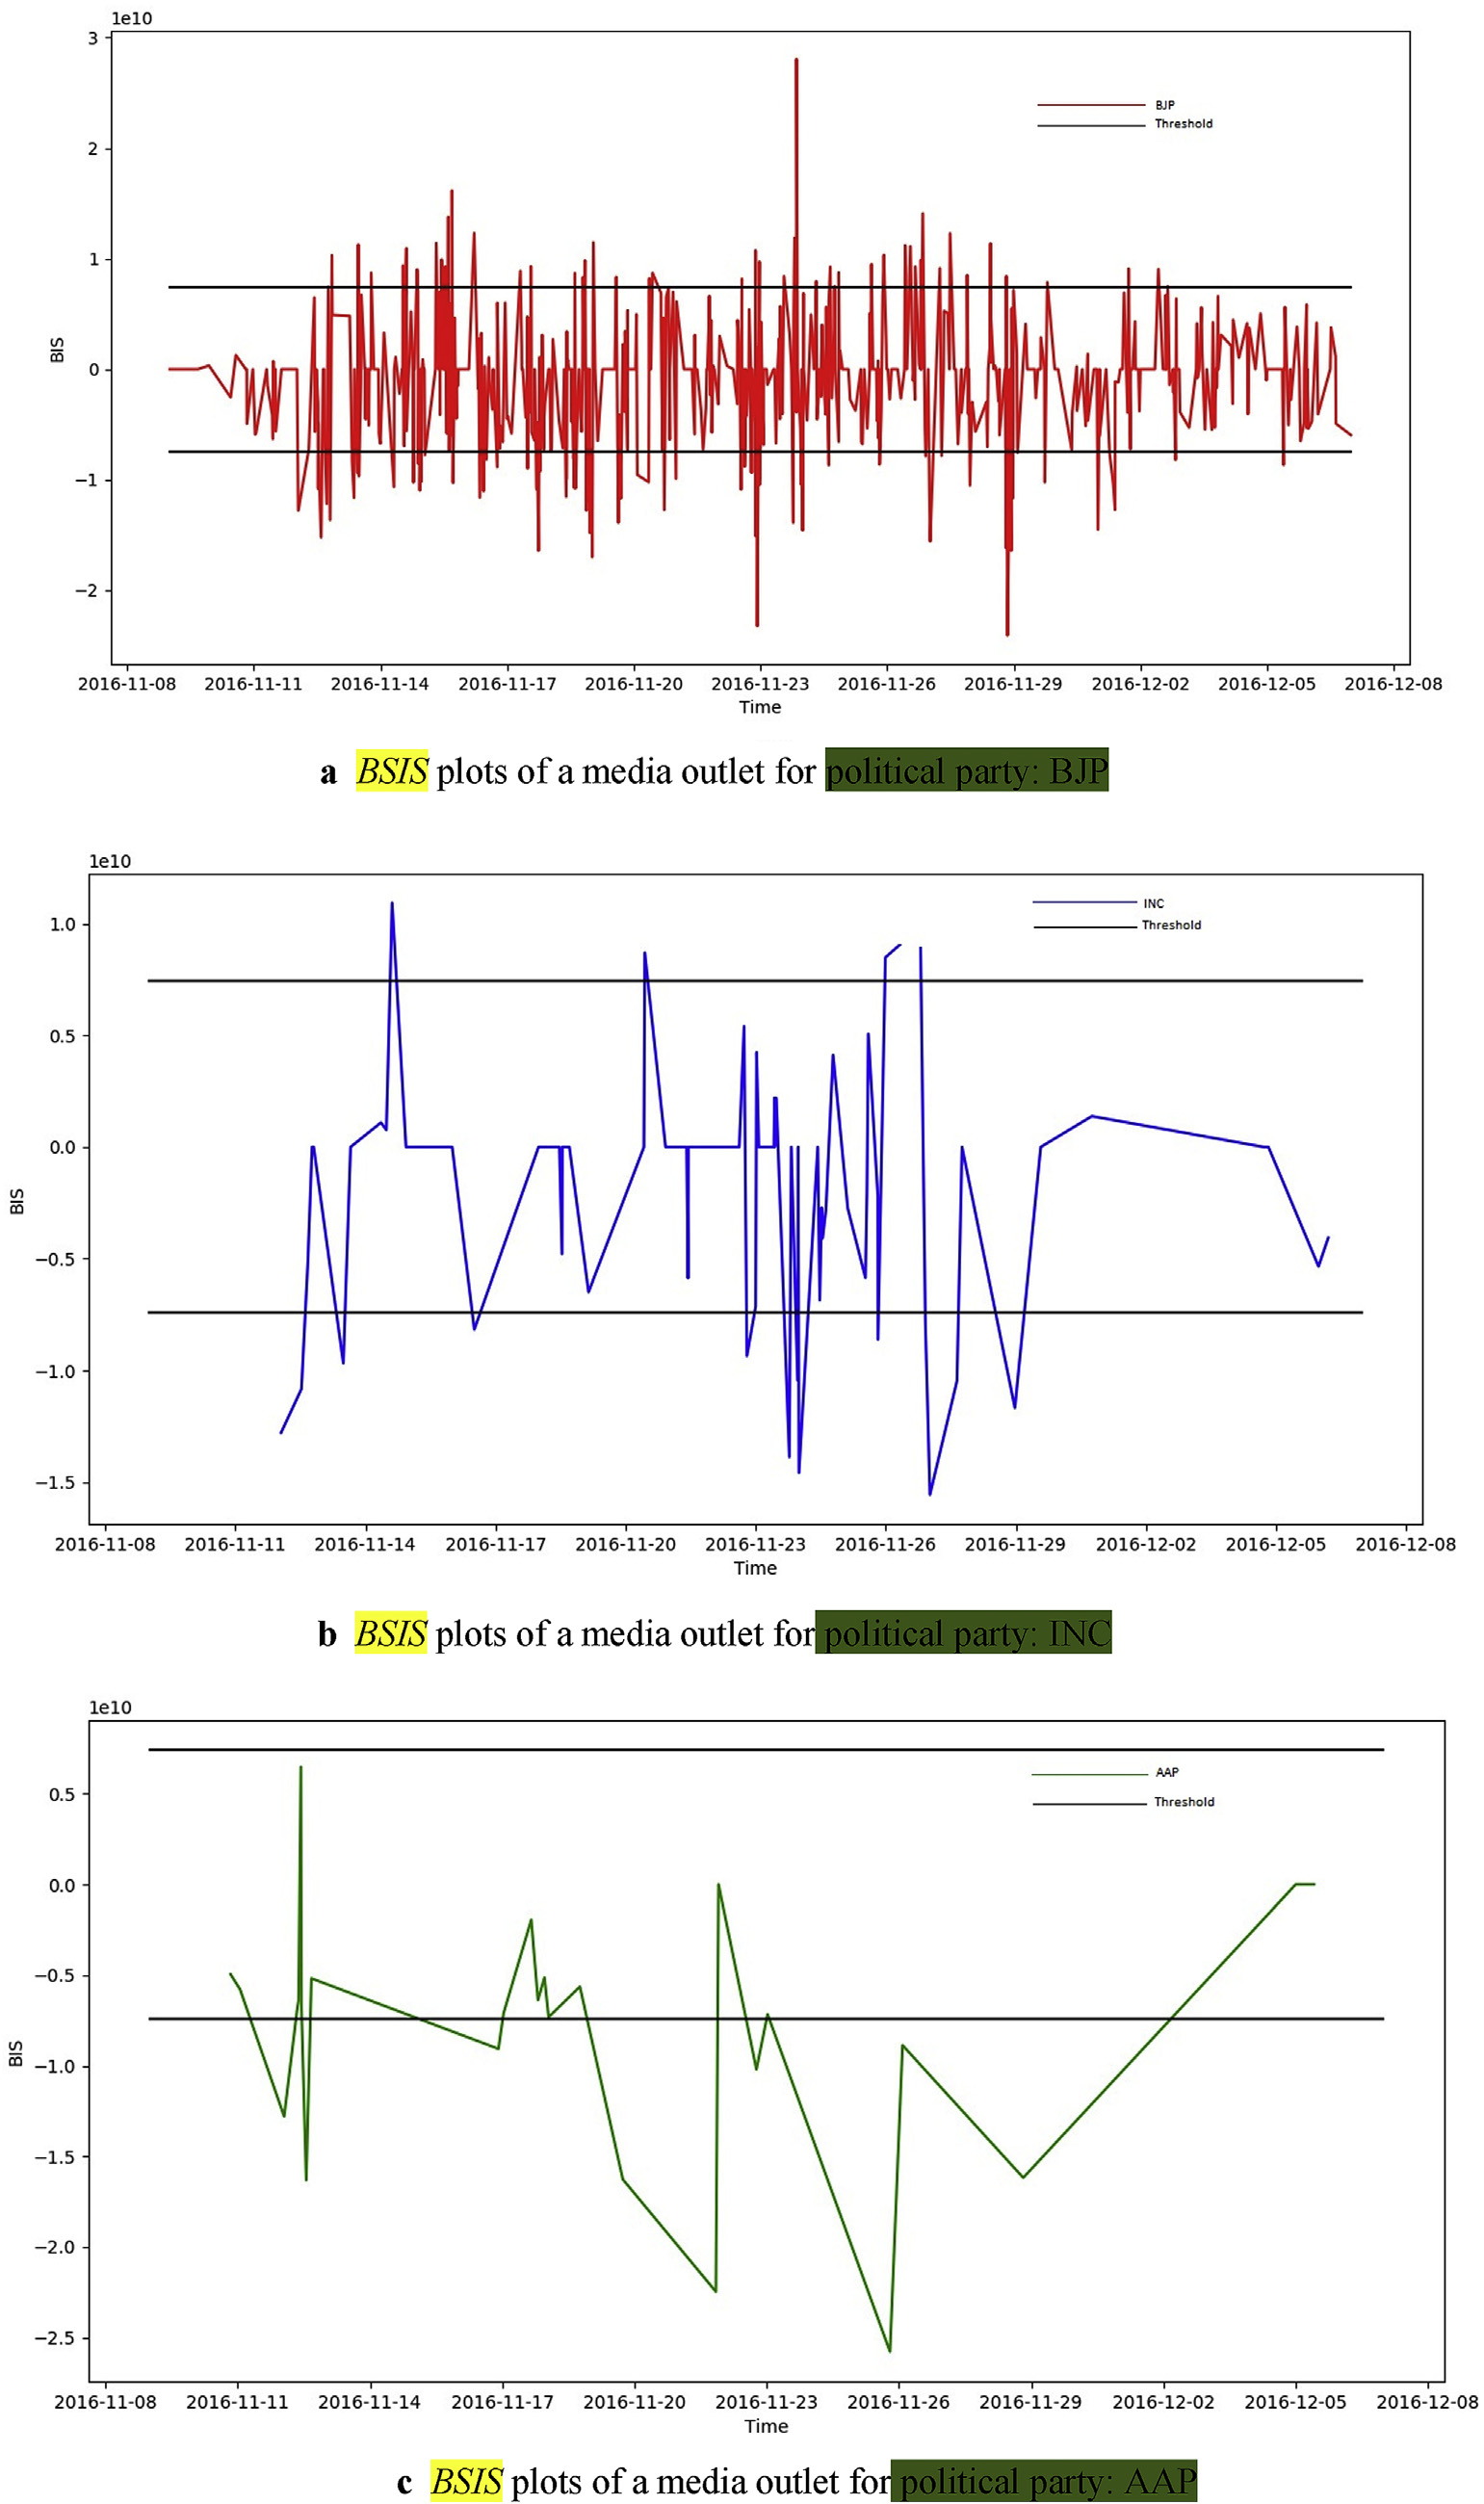 1e10
3
2
1
0
−1
−2
BIS
BJP
Threshold
2016-11-08 2016-11-11 2016-11-14 2016-11-17 2016-11-20 2016-11-23 2016-11-26 2016-11-29 2016-12-02 2016-12-05 2016-12-08
Time
a BSIS plots of a media outlet for political party: BJP
1e10
1.0
0.5
0.0
−0.5
−1.0
−1.5
BIS
INC
Threshold
2016-11-08 2016-11-11 2016-11-14 2016-11-17 2016-11-20 2016-11-23 2016-11-26 2016-11-29 2016-12-02 2016-12-05 2016-12-08
Time
b BSIS plots of a media outlet for political party: INC
1e10
0.5
0.0
−0.5
−1.0
−1.5
−2.0
−2.5
BIS
AAP
Threshold
2016-11-08 2016-11-11 2016-11-14 2016-11-17 2016-11-20 2016-11-23 2016-11-26 2016-11-29 2016-12-02 2016-12-05 2016-12-08
Time
c BSIS plots of a media outlet for political party: AAP